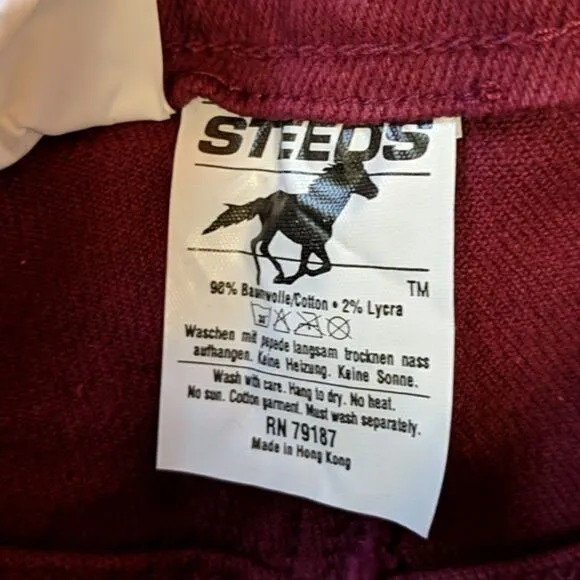 STEEDS
TM
98% Baumwolle/Cotton • 2% Lycra
Waschen mit pepede langsam trocknen nass
aufhangen. Keine Heizung. Keine Sonne.
Wash with care. Hang to dry. No heat.
No sun. Cotton garment. Must wash separately.
RN 79187
Made in Hong Kong